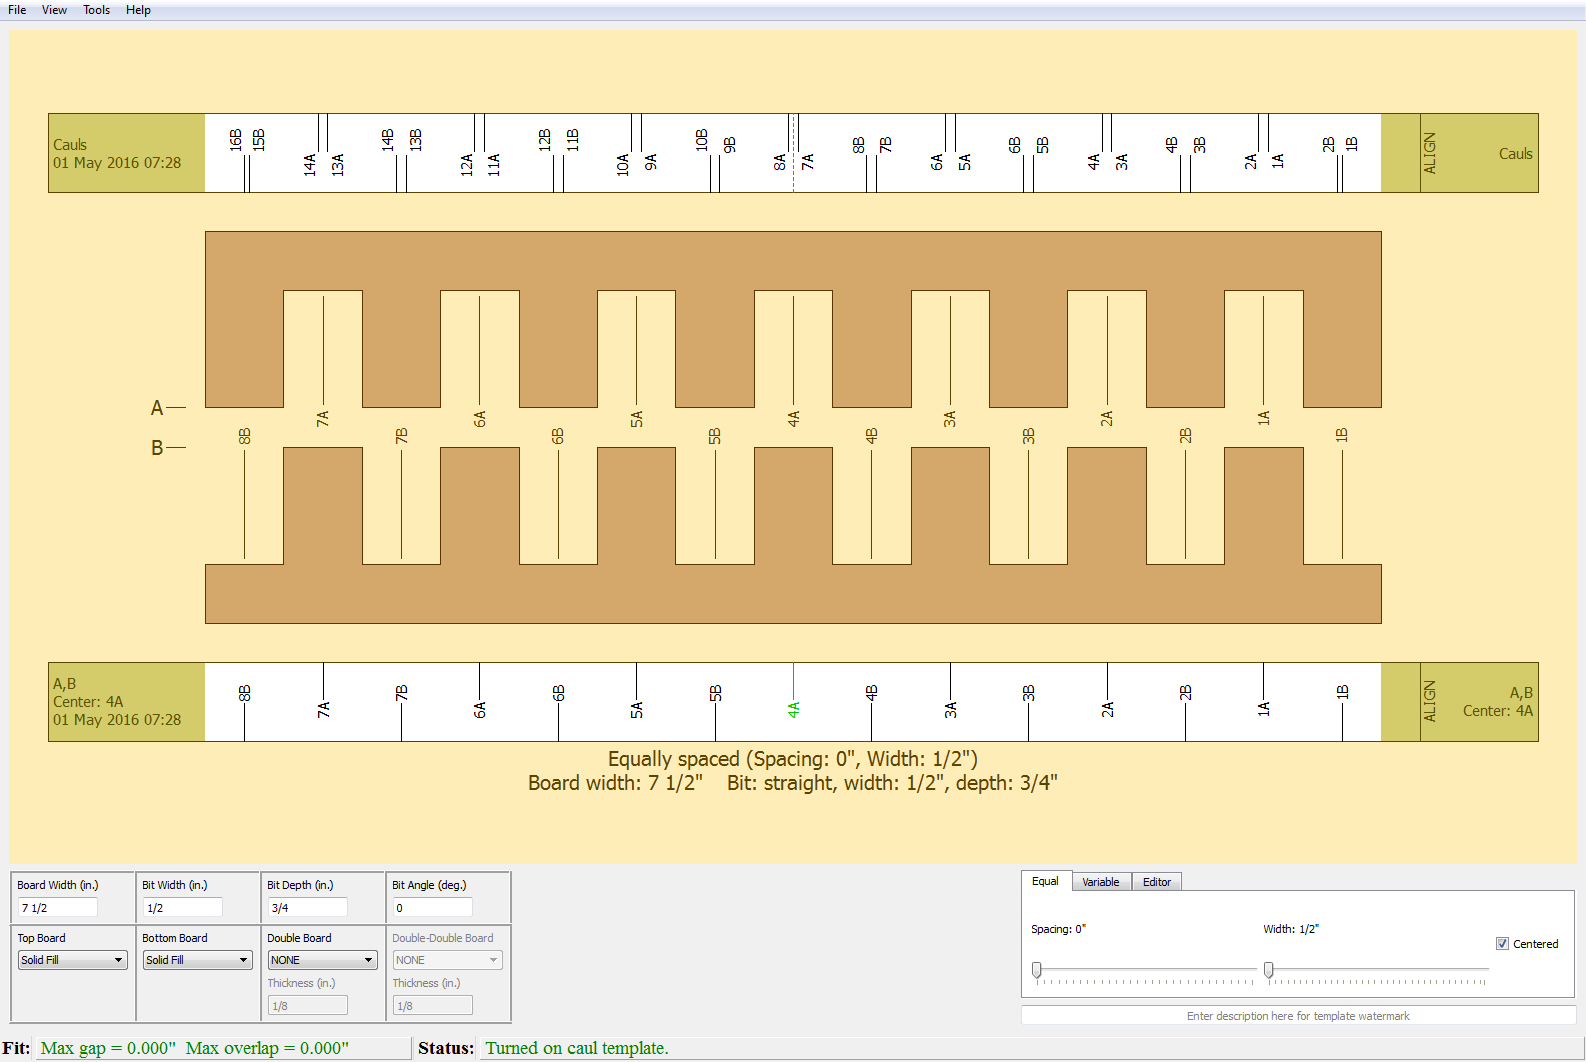 File View Tools Help
Cauls
01 May 2016 07:28
16B 15B 14A 13A 14B 13B 12A 11A 12B 11B 10A 9A 10B 9B 8A 7A 8B 7B 6A 5A 6B 5B 4A 3A 4B 3B 2A 1A 2B 1B
ALIGN
Cauls
A
7A 6A 5A 4A 3A 2A 1A
B
8B 7B 6B 5B 4B 3B 2B 1B
A,B
Center: 4A
01 May 2016 07:28
8B 7A 7B 6A 6B 5A 5B 4A 4B 3A 3B 2A 2B 1A 1B
ALIGN
A,B
Center: 4A
Equally spaced (Spacing: 0", Width: 1/2")
Board width: 7 1/2" Bit: straight, width: 1/2", depth: 3/4"
Board Width (in.) Bit Width (in.) Bit Depth (in.) Bit Angle (deg.)
7 1/2 1/2 3/4 0
Top Board Bottom Board Double Board Double-Double Board
Solid Fill Solid Fill NONE NONE
Thickness (in.) Thickness (in.)
1/8 1/8
Equal Variable Editor
Spacing: 0" Width: 1/2"
Centered
Enter description here for template watermark
Fit: Max gap = 0.000" Max overlap = 0.000" Status: Turned on caul template.